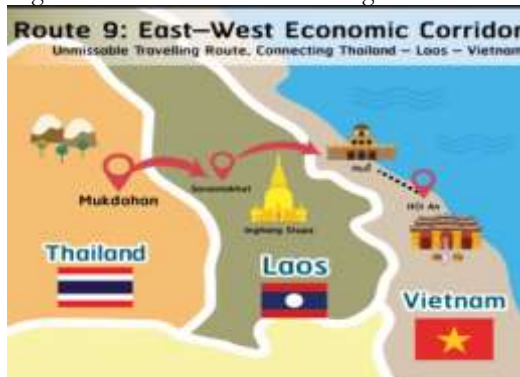 Route 9: East–West Economic Corridor
Unmissable Travelling Route, Connecting Thailand – Laos – Vietnam
Mukdahan
Savannakhet
Inghang Stupa
Huế
Hội An
Thailand
Laos
Vietnam